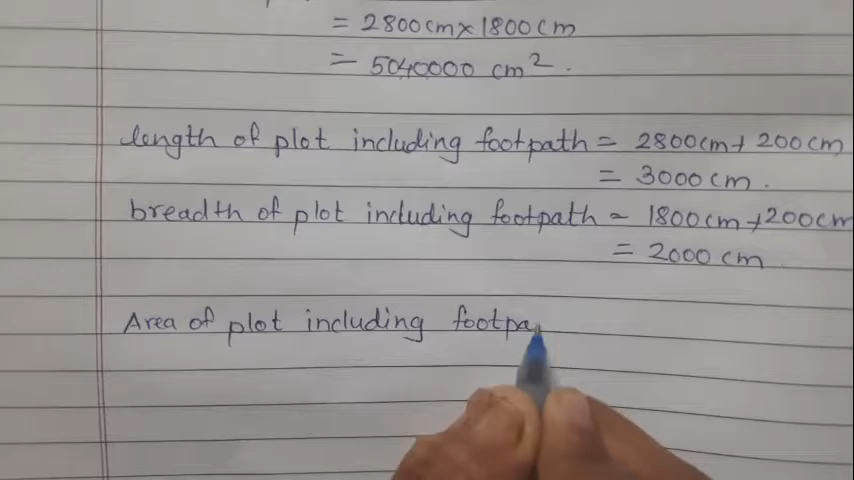 = 2800cm x 1800cm
= 5040000 cm².
length of plot including footpath = 2800cm + 200cm
= 3000cm.
breadth of plot including footpath = 1800cm + 200cm
= 2000 cm
Area of plot including footpa